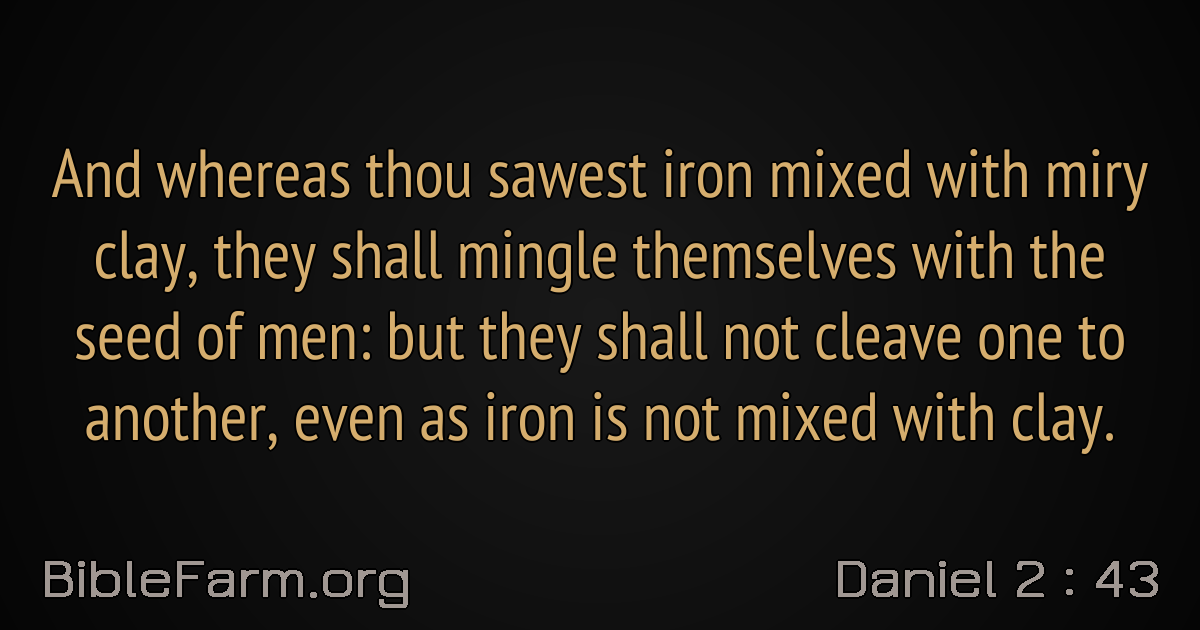 And whereas thou sawest iron mixed with miry
clay, they shall mingle themselves with the
seed of men: but they shall not cleave one to
another, even as iron is not mixed with clay.
BibleFarm.org
Daniel 2 : 43